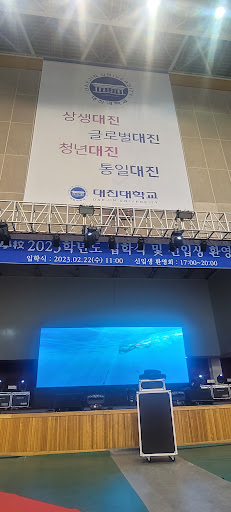 상생대진
글로벌대진
청년대진
통일대진
대진대학교
校 2023학년도 입학식 및 신입생 환영
입학식 : 2023.02.22(수) 11:00 신입생 환영회 : 17:00~20:00